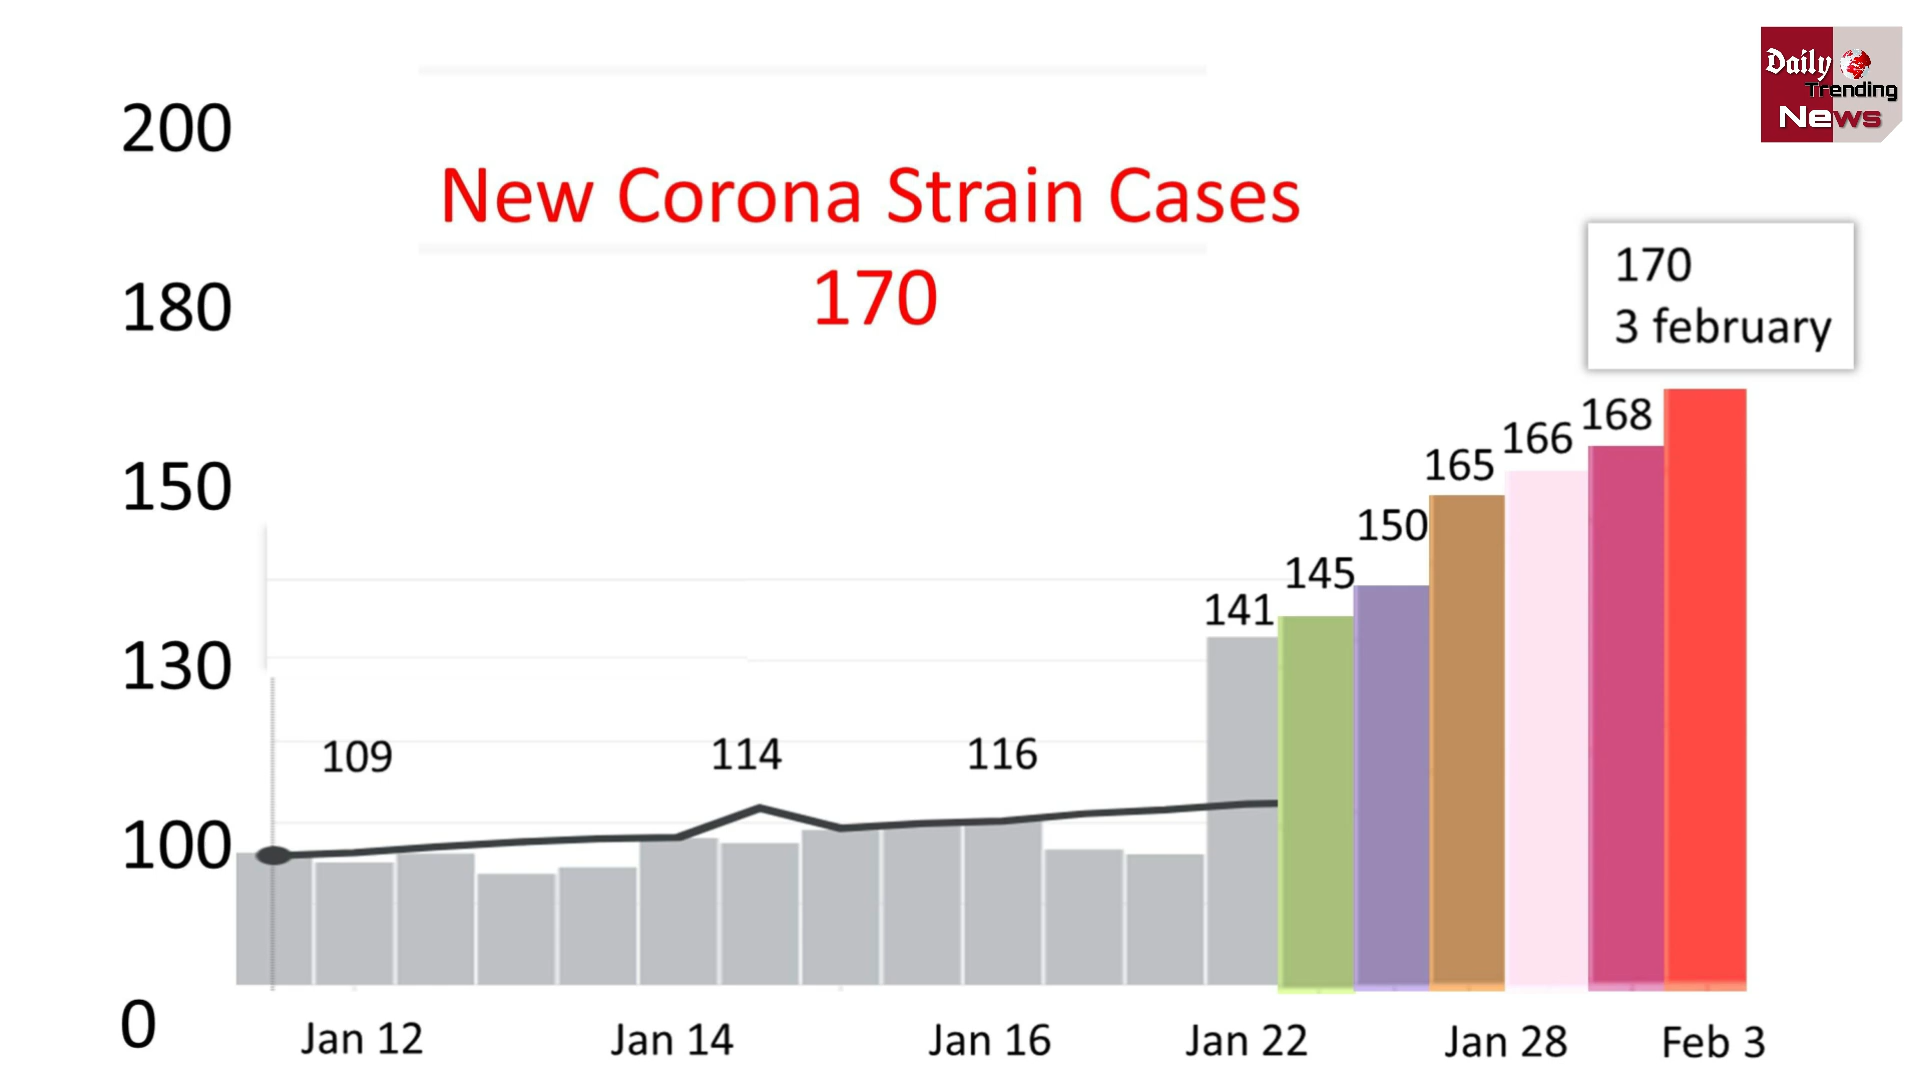 Daily
Trending
News
New Corona Strain Cases
170
170
3 february
200
180
150
130
100
0
109
114
116
141
145
150
165
166
168
Jan 12
Jan 14
Jan 16
Jan 22
Jan 28
Feb 3